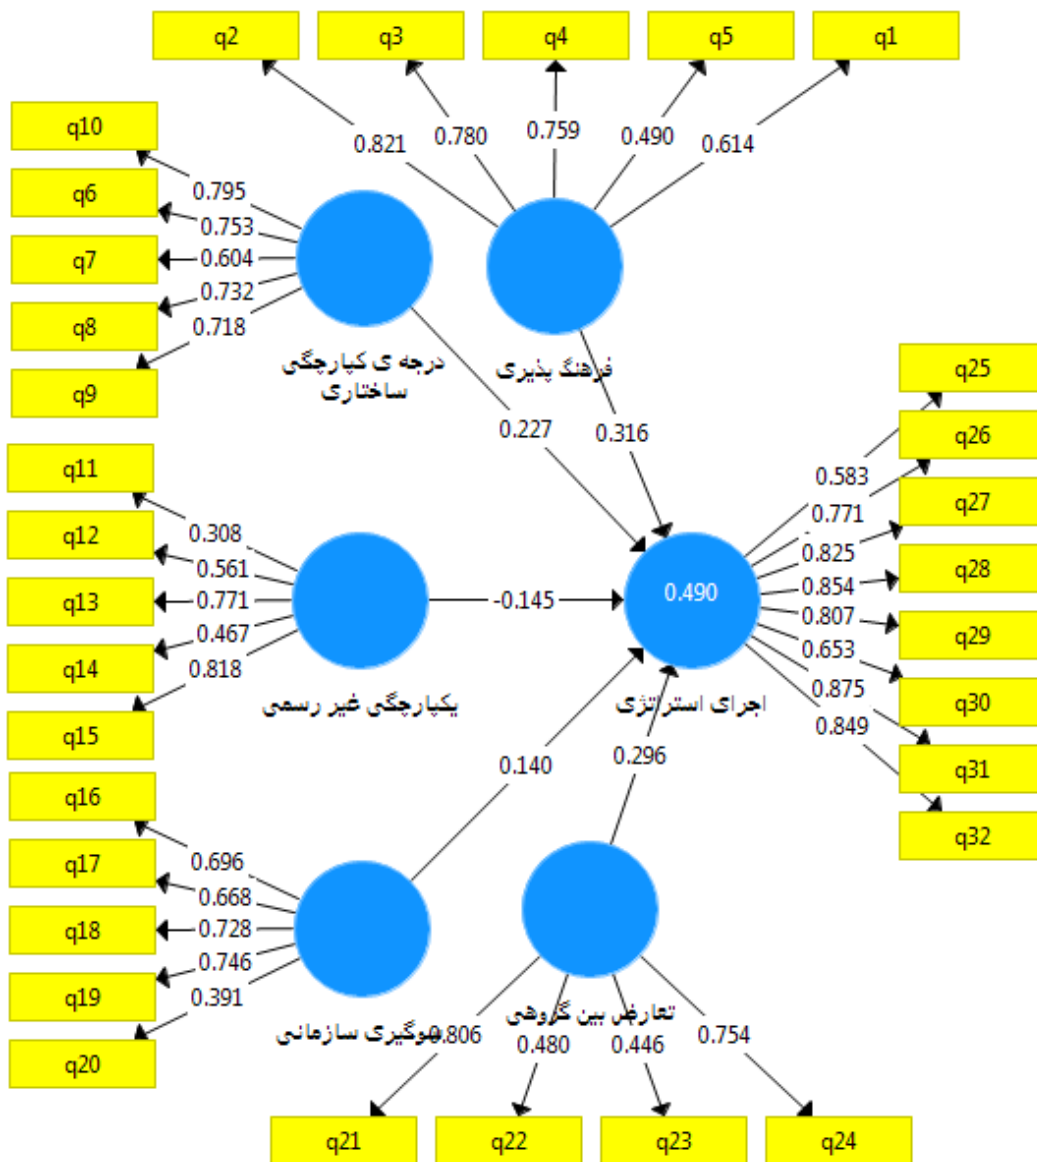 q2
q3
q4
q5
q1
0.821
0.780
0.759
0.490
0.614
q10
q6
q7
q8
q9
0.795
0.753
0.604
0.732
0.718
درجه ی کپارچگی
ساختاری
فرهنگ پذیری
0.227
0.316
q11
q12
q13
q14
q15
0.308
0.561
0.771
0.467
0.818
یکپارچگی غیر رسمی
-0.145
0.490
اجرای استراتژی
q25
q26
q27
q28
q29
q30
q31
q32
0.583
0.771
0.825
0.854
0.807
0.653
0.875
0.849
q16
q17
q18
q19
q20
0.696
0.668
0.728
0.746
0.391
سوگیری سازمانی
0.140
0.296
تعارض بین گروهی
0.806
0.480
0.446
0.754
q21
q22
q23
q24